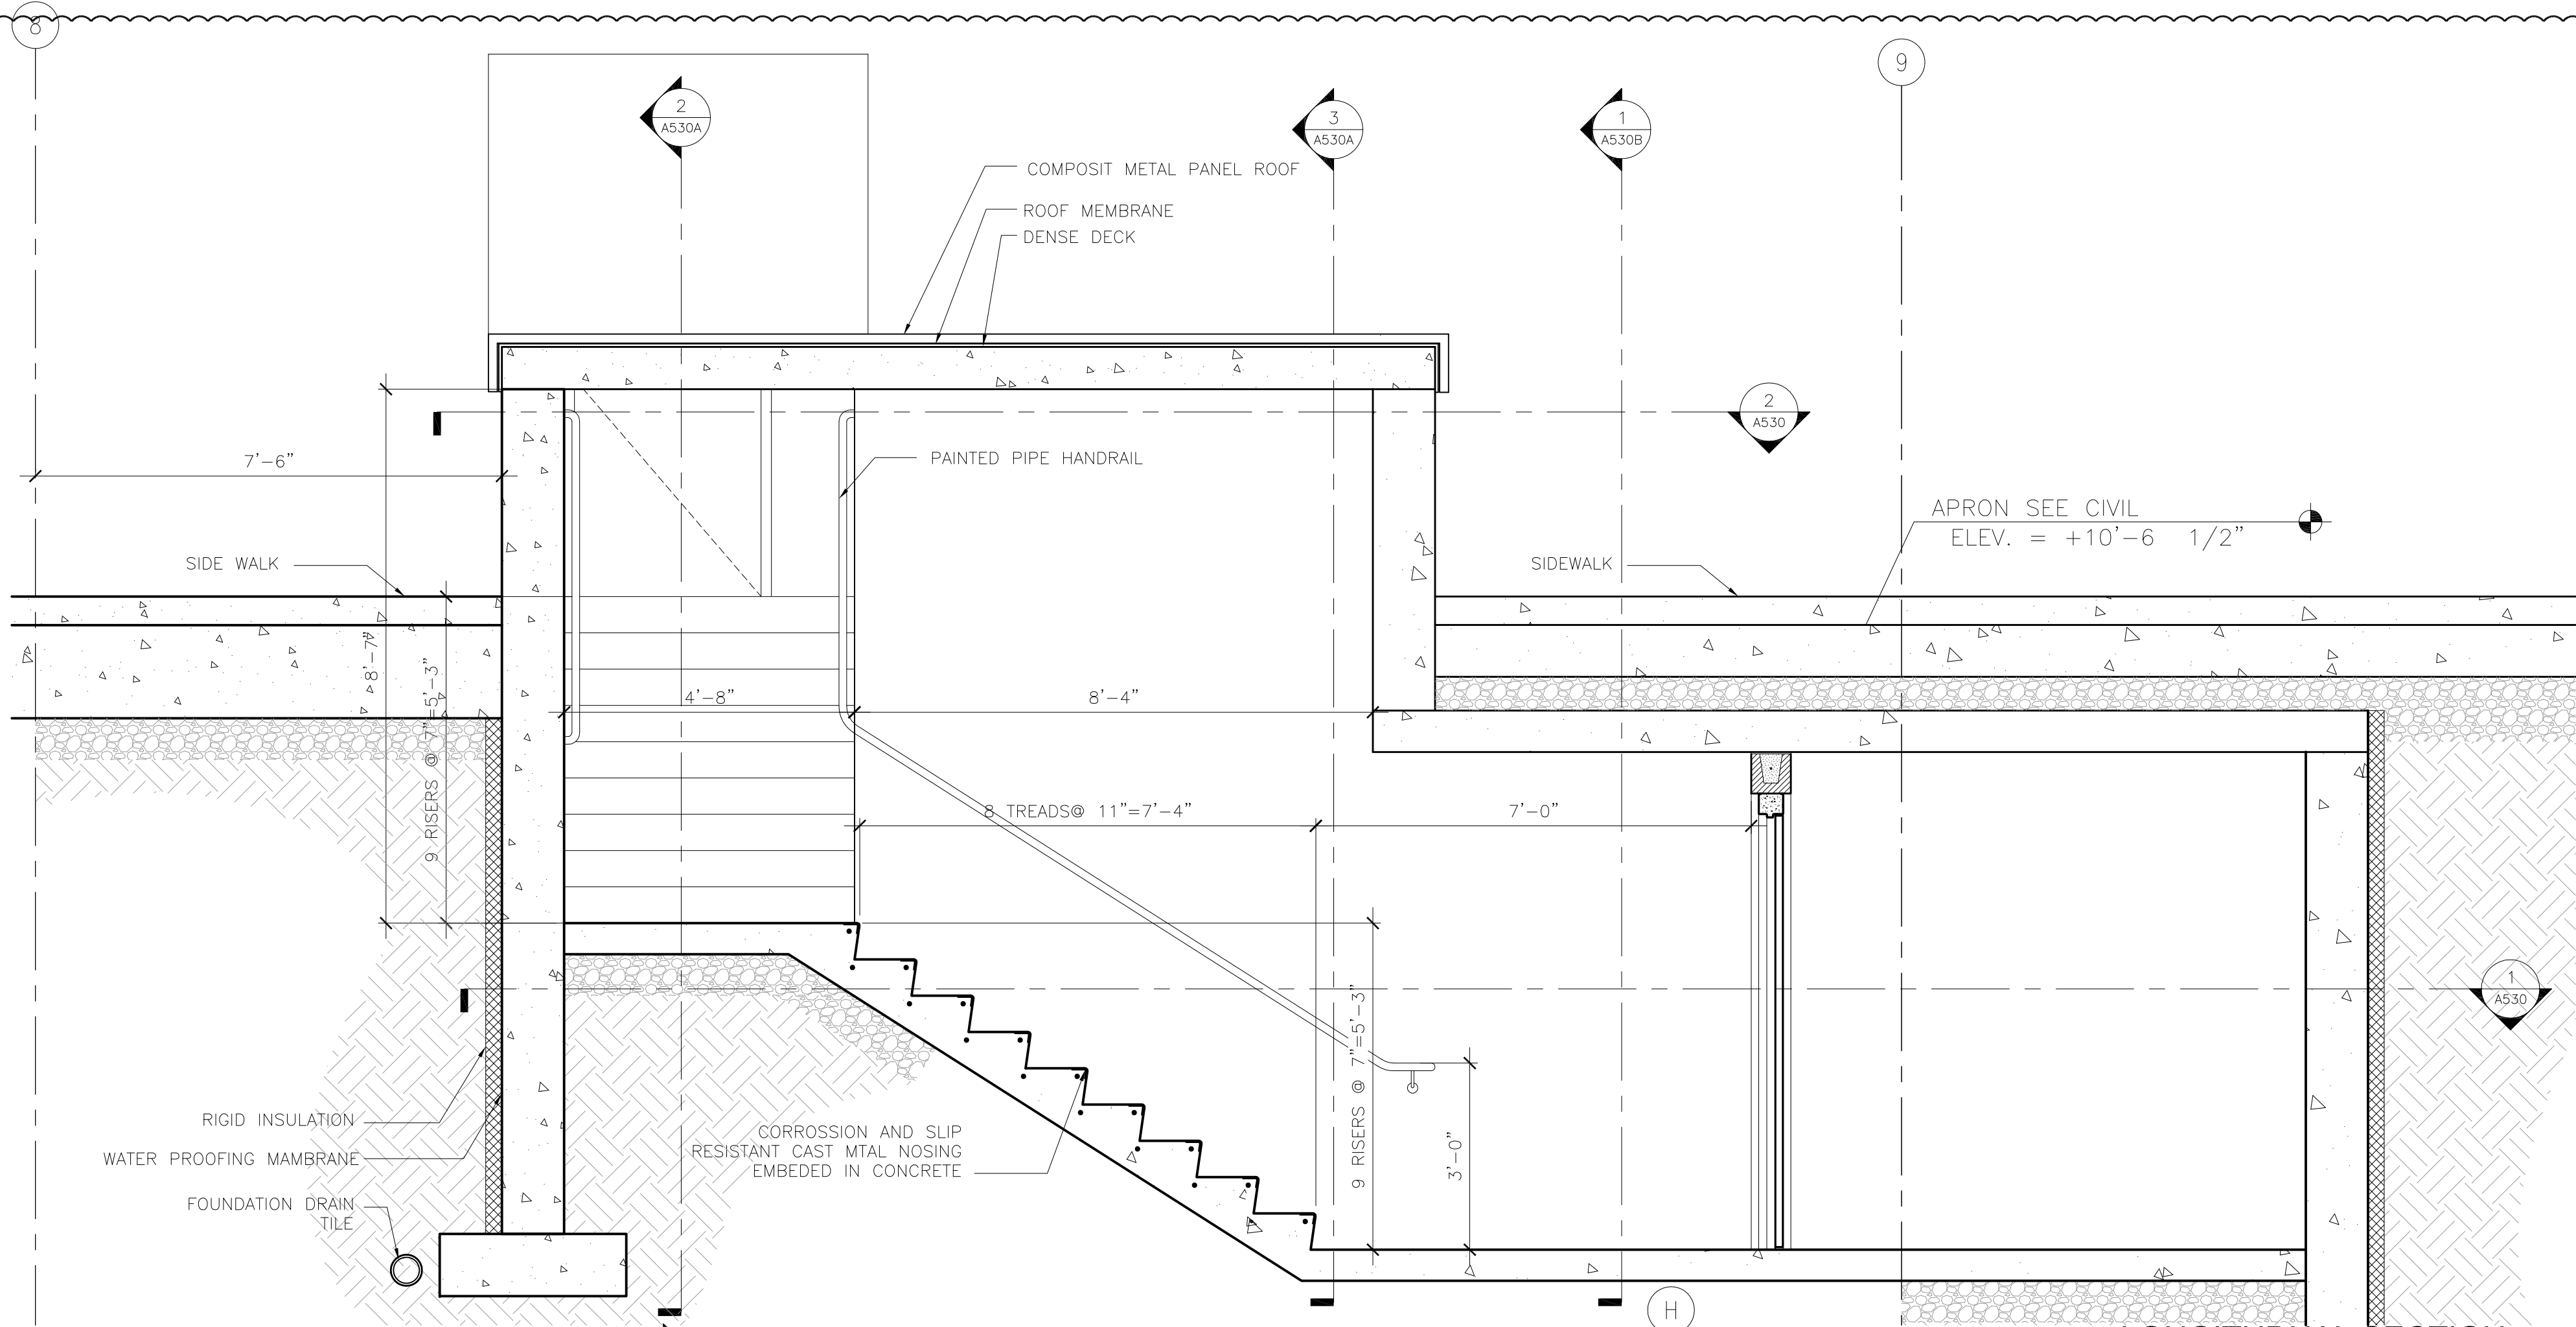 8
9
2
A530A
3
A530A
1
A530B
COMPOSIT METAL PANEL ROOF
ROOF MEMBRANE
DENSE DECK
2
A530
7'-6"
PAINTED PIPE HANDRAIL
APRON SEE CIVIL
ELEV. = +10'-6 1/2"
SIDE WALK
SIDEWALK
8'-7"
9 RISERS @ 7"=5'-3"
4'-8"
8'-4"
8 TREADS@ 11"=7'-4"
7'-0"
1
A530
9 RISERS @ 7"=5'-3"
3'-0"
RIGID INSULATION
WATER PROOFING MAMBRANE
FOUNDATION DRAIN
TILE
CORROSSION AND SLIP
RESISTANT CAST MTAL NOSING
EMBEDED IN CONCRETE
H